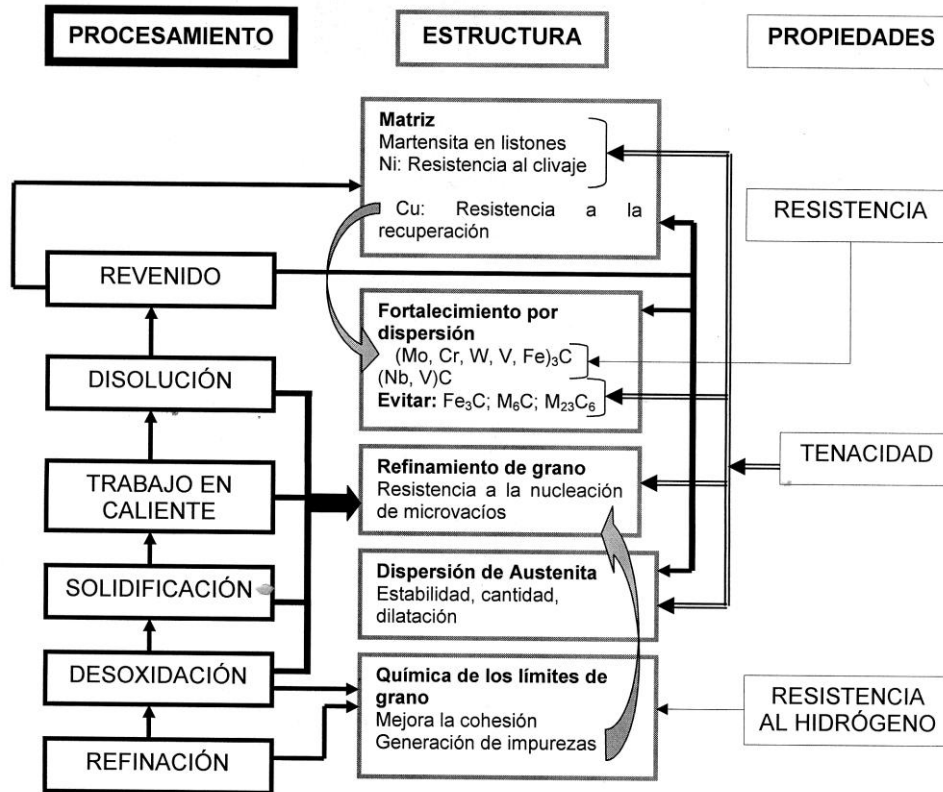 PROCESAMIENTO
ESTRUCTURA
PROPIEDADES
REVENIDO
DISOLUCIÓN
TRABAJO EN
CALIENTE
SOLIDIFICACIÓN
DESOXIDACIÓN
REFINACIÓN
Matriz
Martensita en listones
Ni: Resistencia al clivaje
Cu: Resistencia a la
recuperación
Fortalecimiento por
dispersión
(Mo, Cr, W, V, Fe)₃C
(Nb, V)C
Evitar: Fe₃C; M₆C; M₂₃C₆
Refinamiento de grano
Resistencia a la nucleación
de microvacíos
Dispersión de Austenita
Estabilidad, cantidad,
dilatación
Química de los límites de
grano
Mejora la cohesión
Generación de impurezas
RESISTENCIA
TENACIDAD
RESISTENCIA
AL HIDRÓGENO